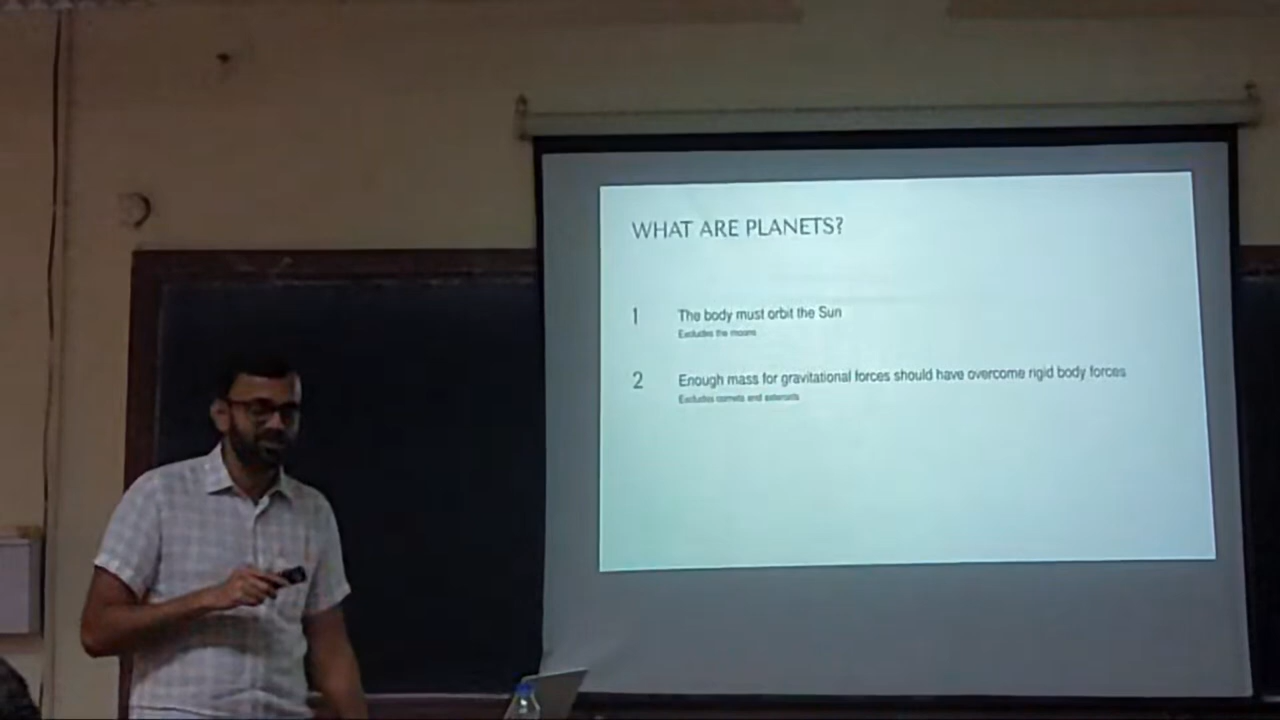 WHAT ARE PLANETS?
1 The body must orbit the Sun
Excludes the moons
2 Enough mass for gravitational forces should have overcome rigid body forces
Excludes comets and asteroids